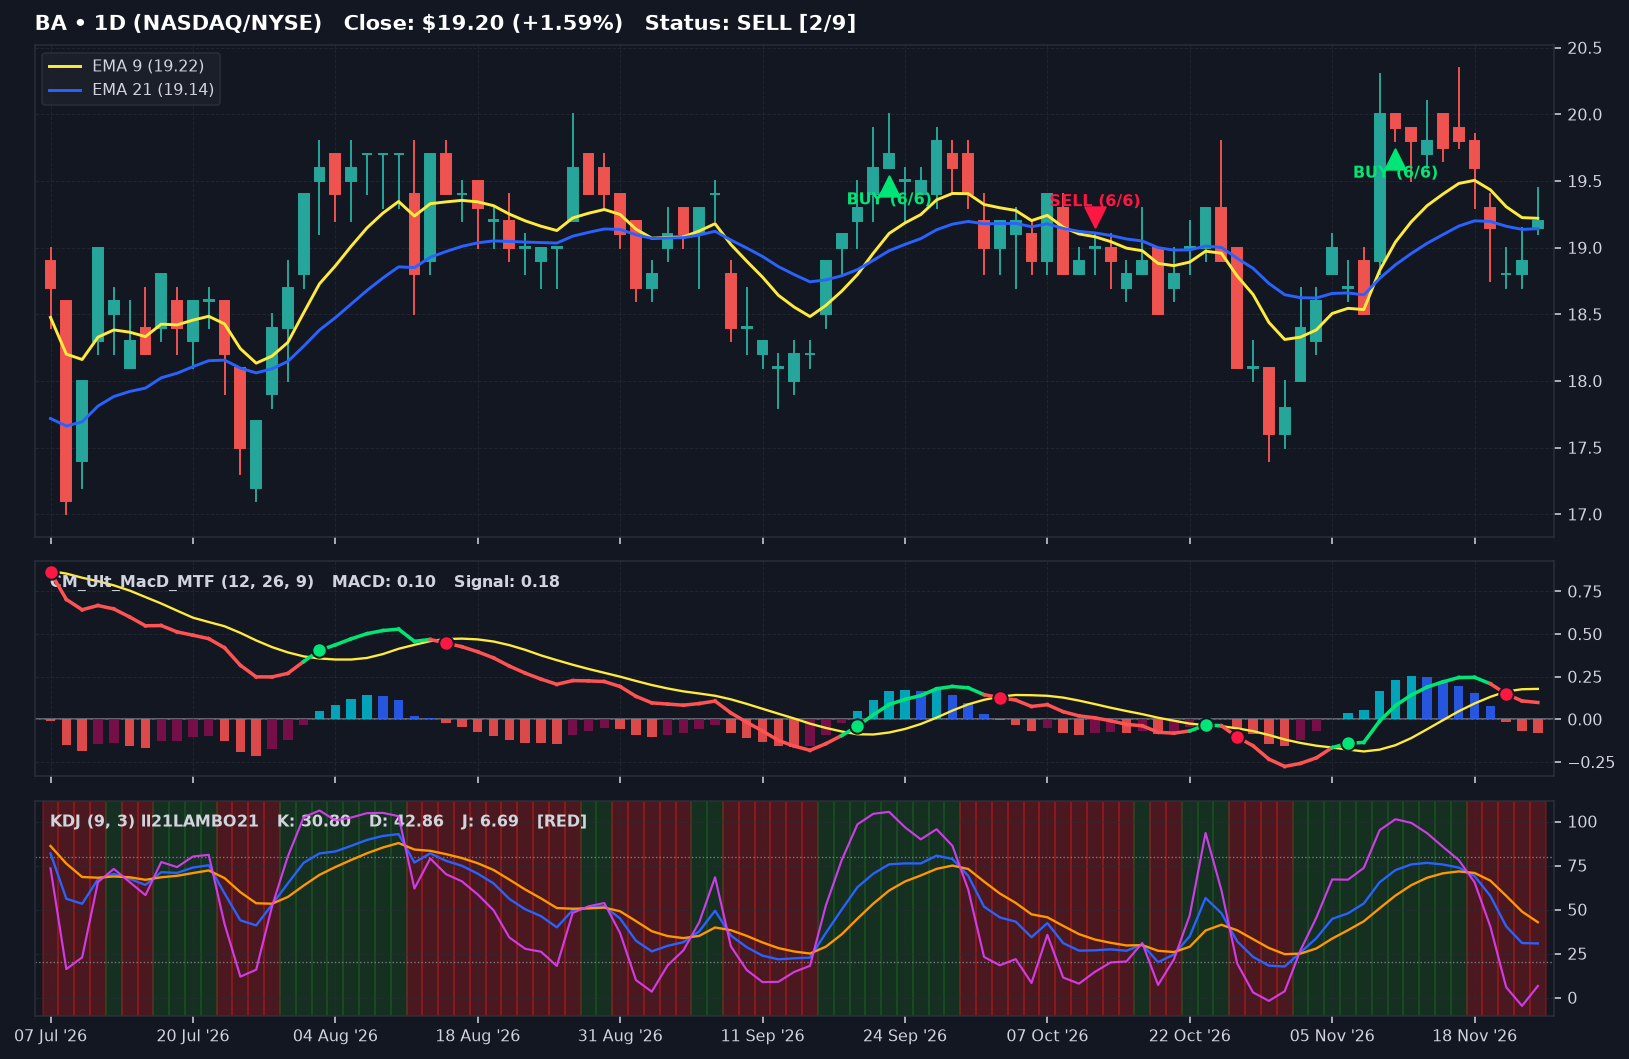 BA • 1D (NASDAQ/NYSE)   Close: $19.20 (+1.59%)   Status: SELL [2/9]
EMA 9 (19.22)
EMA 21 (19.14)
20.5
20.0
19.5
19.0
18.5
18.0
17.5
17.0
BUY (6/6)
SELL (6/6)
BUY (6/6)
CM_Ult_MacD_MTF (12, 26, 9)   MACD: 0.10   Signal: 0.18
0.75
0.50
0.25
0.00
−0.25
KDJ (9, 3) II21LAMBO21   K: 30.80   D: 42.86   J: 6.69   [RED]
100
75
50
25
0
07 Jul '26
20 Jul '26
04 Aug '26
18 Aug '26
31 Aug '26
11 Sep '26
24 Sep '26
07 Oct '26
22 Oct '26
05 Nov '26
18 Nov '26